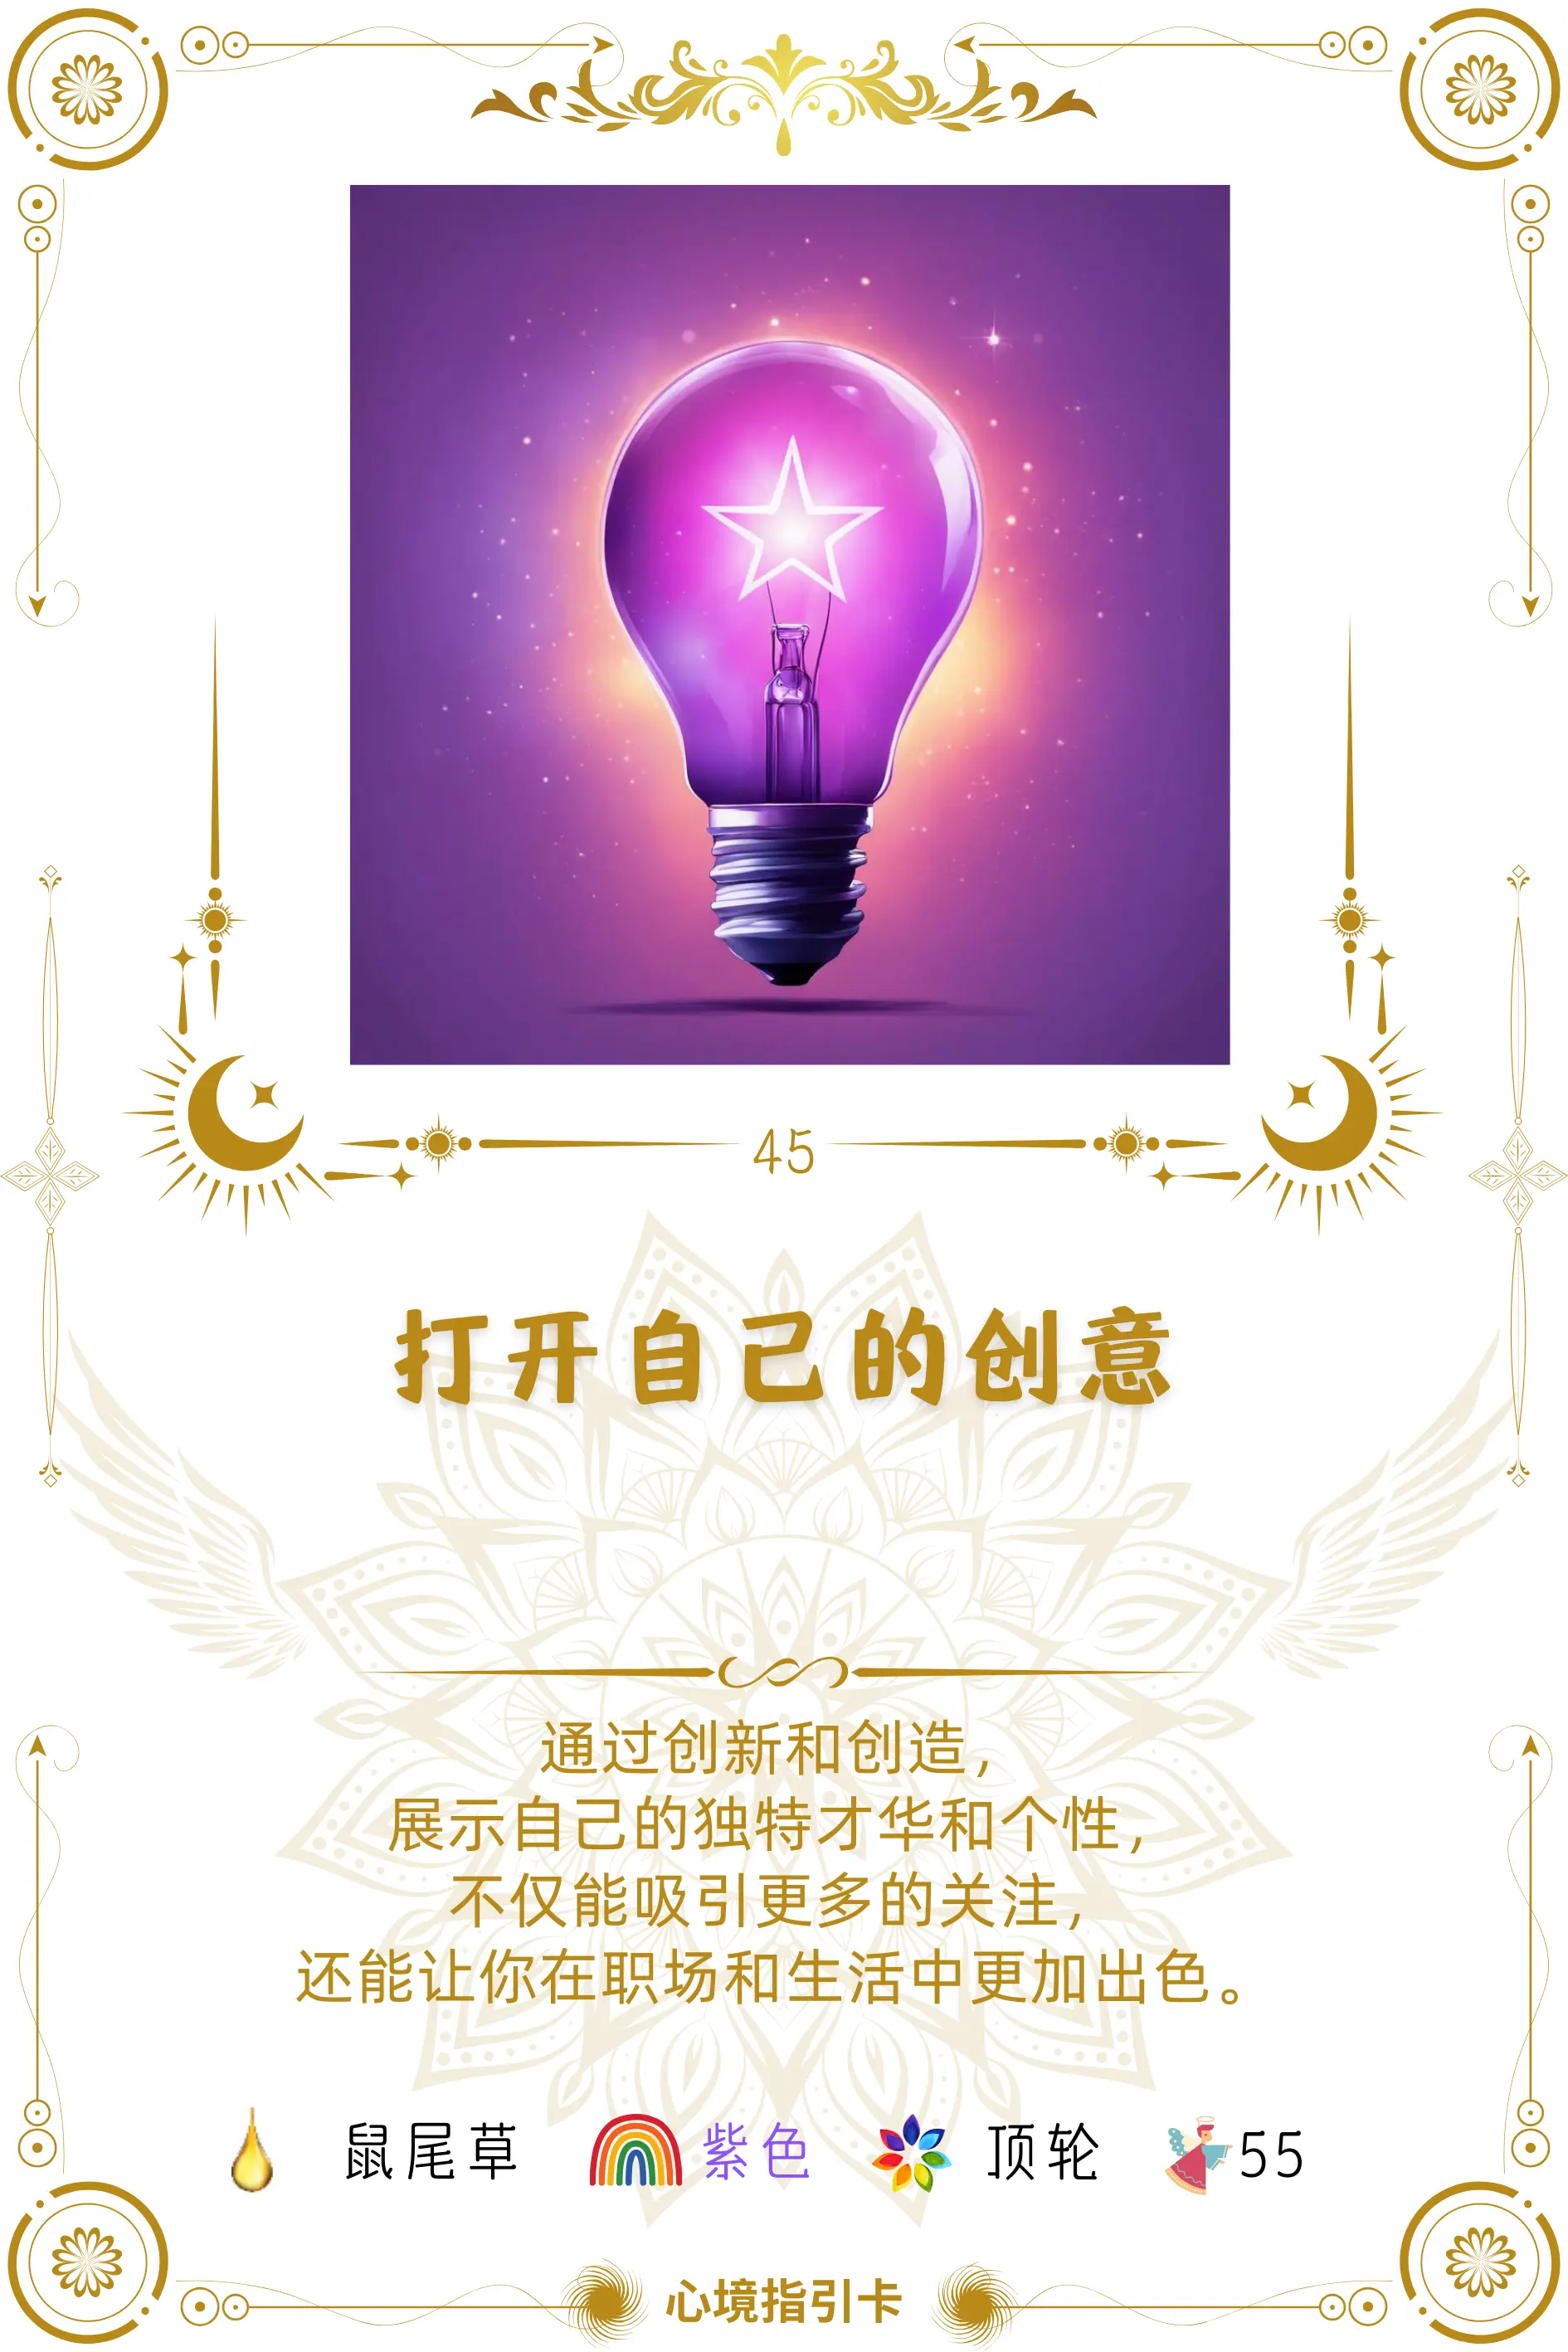 45
打开自己的创意
通过创新和创造，
展示自己的独特才华和个性，
不仅能吸引更多的关注，
还能让你在职场和生活中更加出色。
鼠尾草 紫色 顶轮 55
心境指引卡